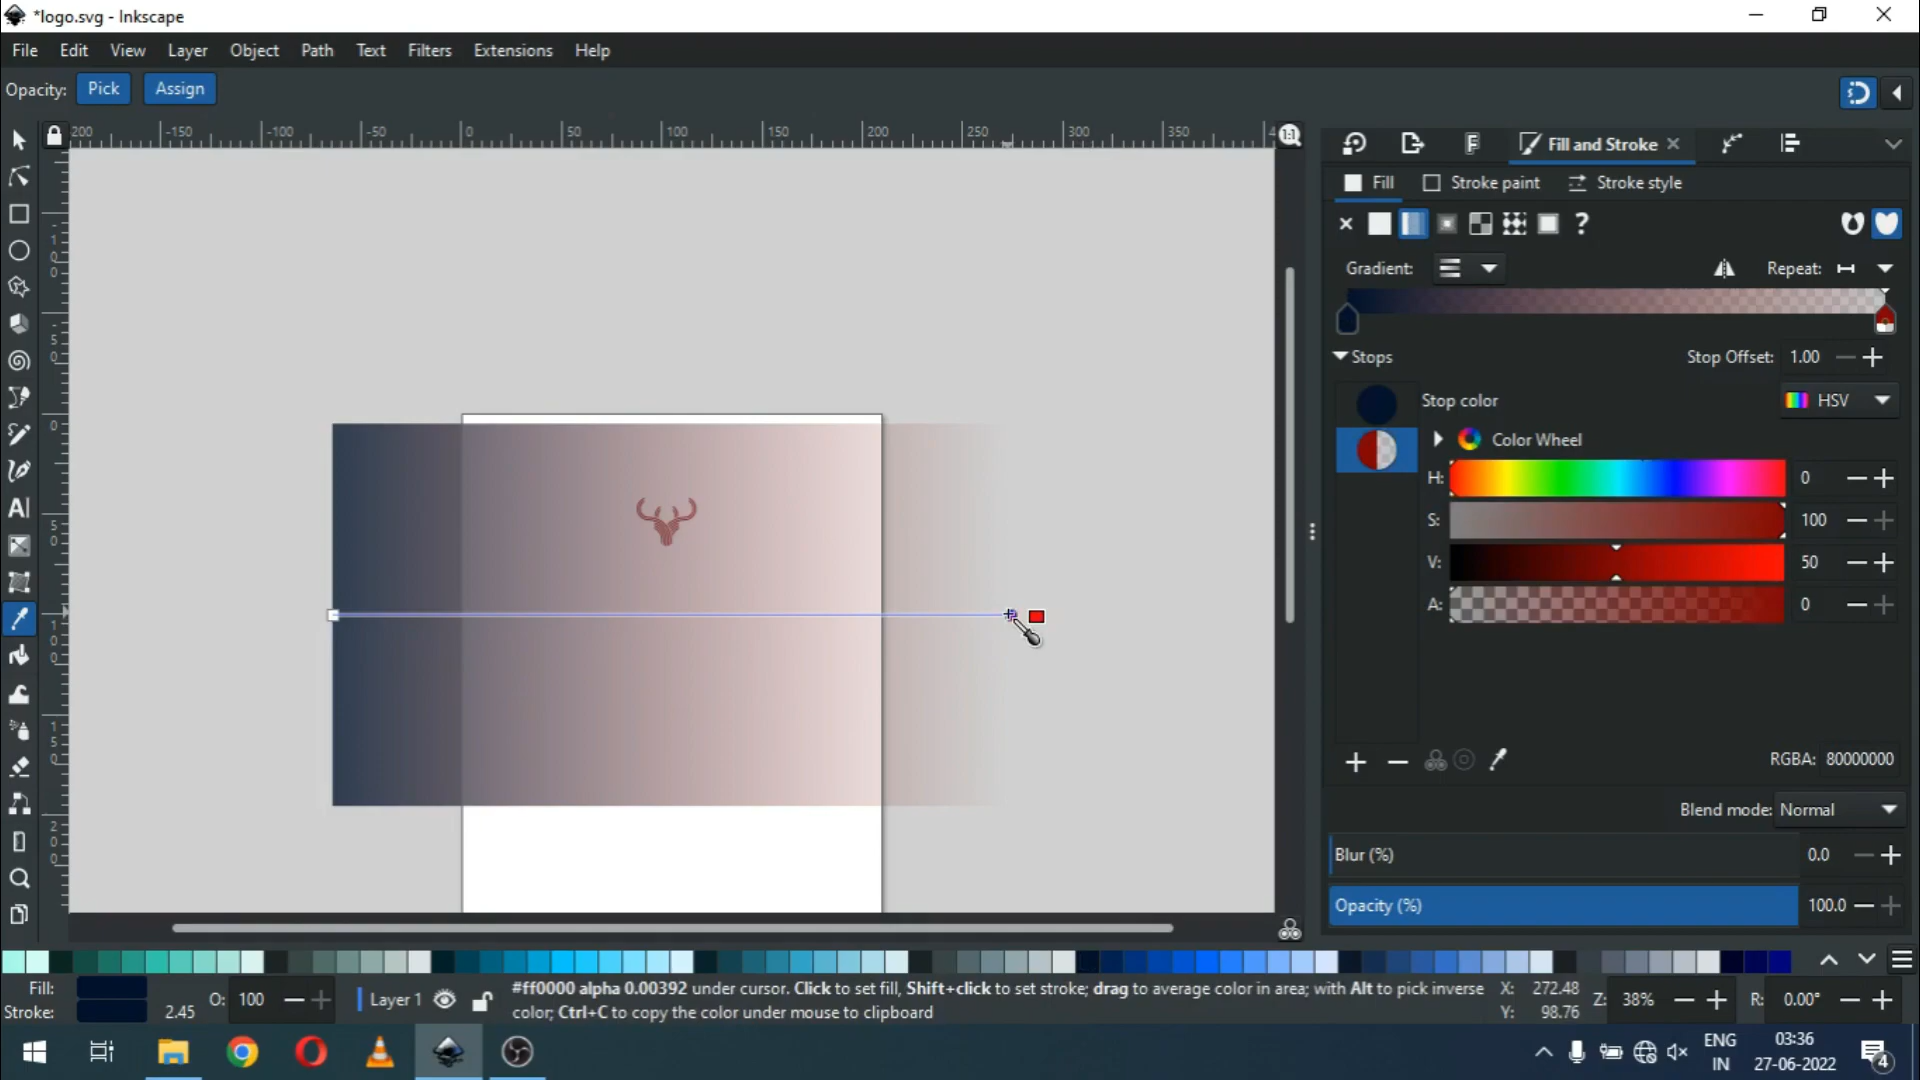 *logo.svg - Inkscape
File Edit View Layer Object Path Text Filters Extensions Help
Opacity: Pick Assign
200 -150 -100 -50 0 50 100 150 200 250 300 350 4
1:1
Fill and Stroke
Fill Stroke paint Stroke style
?
Gradient: Repeat:
Stops Stop Offset: 1.00
Stop color HSV
Color Wheel
H: 0
S: 100
V: 50
A: 0
RGBA: 80000000
Blend mode: Normal
Blur (%) 0.0
Opacity (%) 100.0
Fill: O: 100 Layer 1 #ff0000 alpha 0.00392 under cursor. Click to set fill, Shift+click to set stroke; drag to average color in area; with Alt to pick inverse X: 272.48 Z: 38% R: 0.00°
Stroke: 2.45 color; Ctrl+C to copy the color under mouse to clipboard Y: 98.76
ENG 03:36
IN 27-06-2022 4